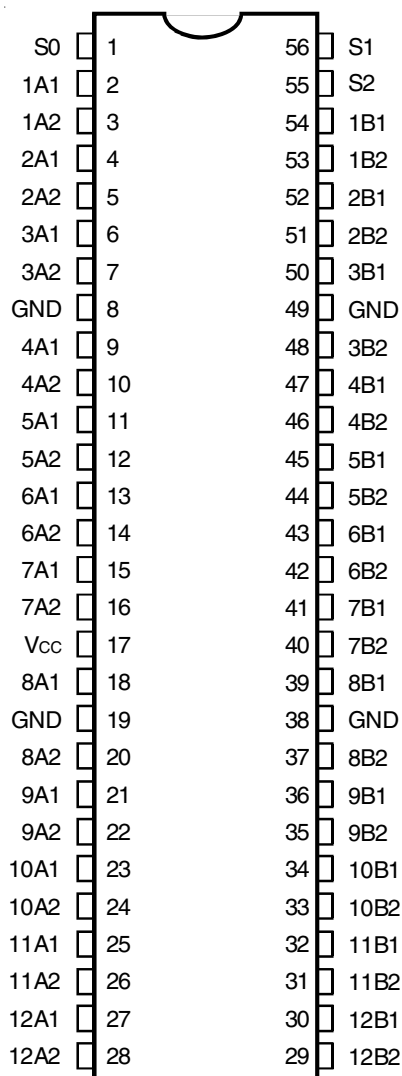 S0 1 56 S1
1A1 2 55 S2
1A2 3 54 1B1
2A1 4 53 1B2
2A2 5 52 2B1
3A1 6 51 2B2
3A2 7 50 3B1
GND 8 49 GND
4A1 9 48 3B2
4A2 10 47 4B1
5A1 11 46 4B2
5A2 12 45 5B1
6A1 13 44 5B2
6A2 14 43 6B1
7A1 15 42 6B2
7A2 16 41 7B1
VCC 17 40 7B2
8A1 18 39 8B1
GND 19 38 GND
8A2 20 37 8B2
9A1 21 36 9B1
9A2 22 35 9B2
10A1 23 34 10B1
10A2 24 33 10B2
11A1 25 32 11B1
11A2 26 31 11B2
12A1 27 30 12B1
12A2 28 29 12B2